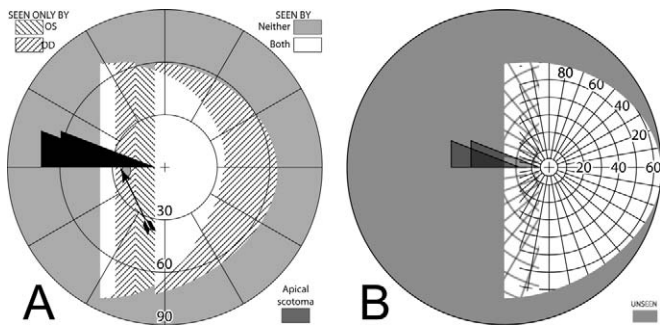 SEEN ONLY BY
OS
DD
SEEN BY
Neither
Both
30
60
90
A
Apical
scotoma
80
60
40
20
20 40 60
B
UNSEEN